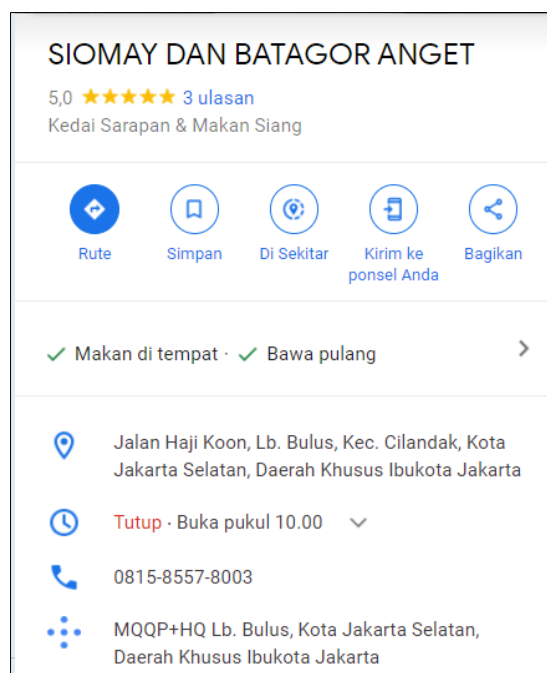 SIOMAY DAN BATAGOR ANGET
5,0 ★★★★★ 3 ulasan
Kedai Sarapan & Makan Siang
Rute
Simpan
Di Sekitar
Kirim ke
ponsel Anda
Bagikan
Makan di tempat · Bawa pulang
Jalan Haji Koon, Lb. Bulus, Kec. Cilandak, Kota
Jakarta Selatan, Daerah Khusus Ibukota Jakarta
Tutup · Buka pukul 10.00
0815-8557-8003
MQQP+HQ Lb. Bulus, Kota Jakarta Selatan,
Daerah Khusus Ibukota Jakarta